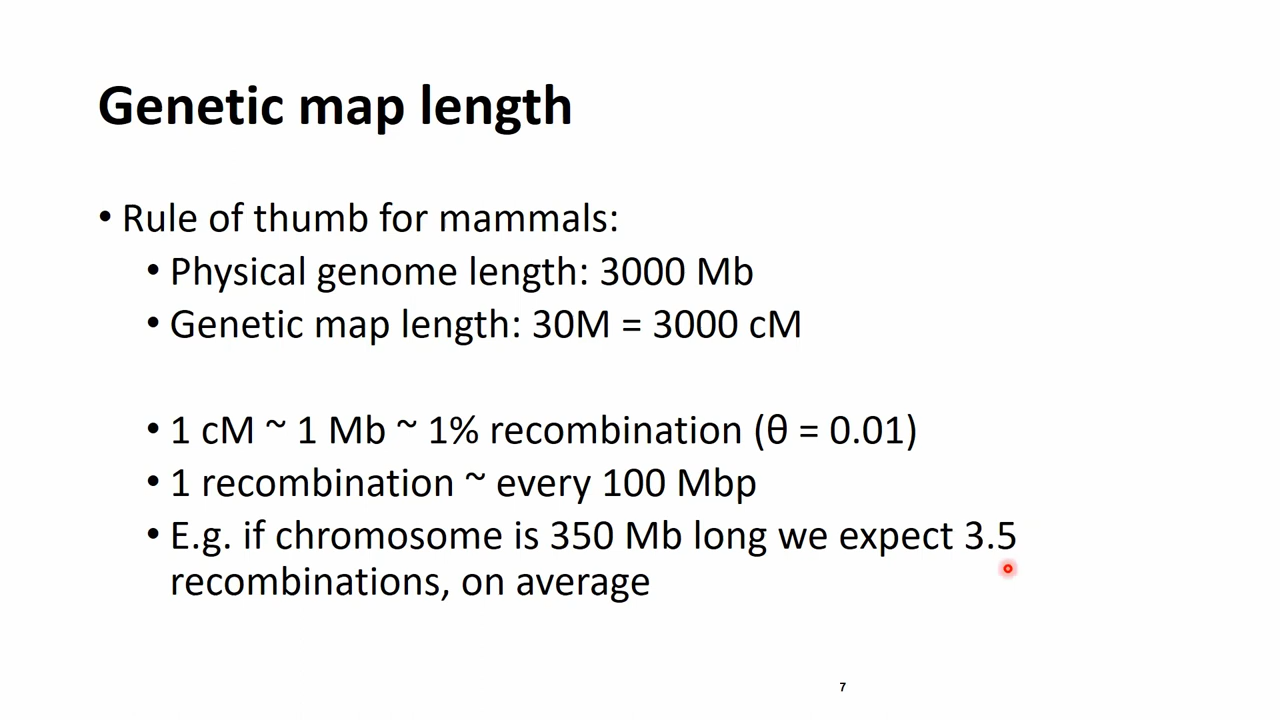 Genetic map length
• Rule of thumb for mammals:
• Physical genome length: 3000 Mb
• Genetic map length: 30M = 3000 cM
• 1 cM ~ 1 Mb ~ 1% recombination (θ = 0.01)
• 1 recombination ~ every 100 Mbp
• E.g. if chromosome is 350 Mb long we expect 3.5
recombinations, on average
7